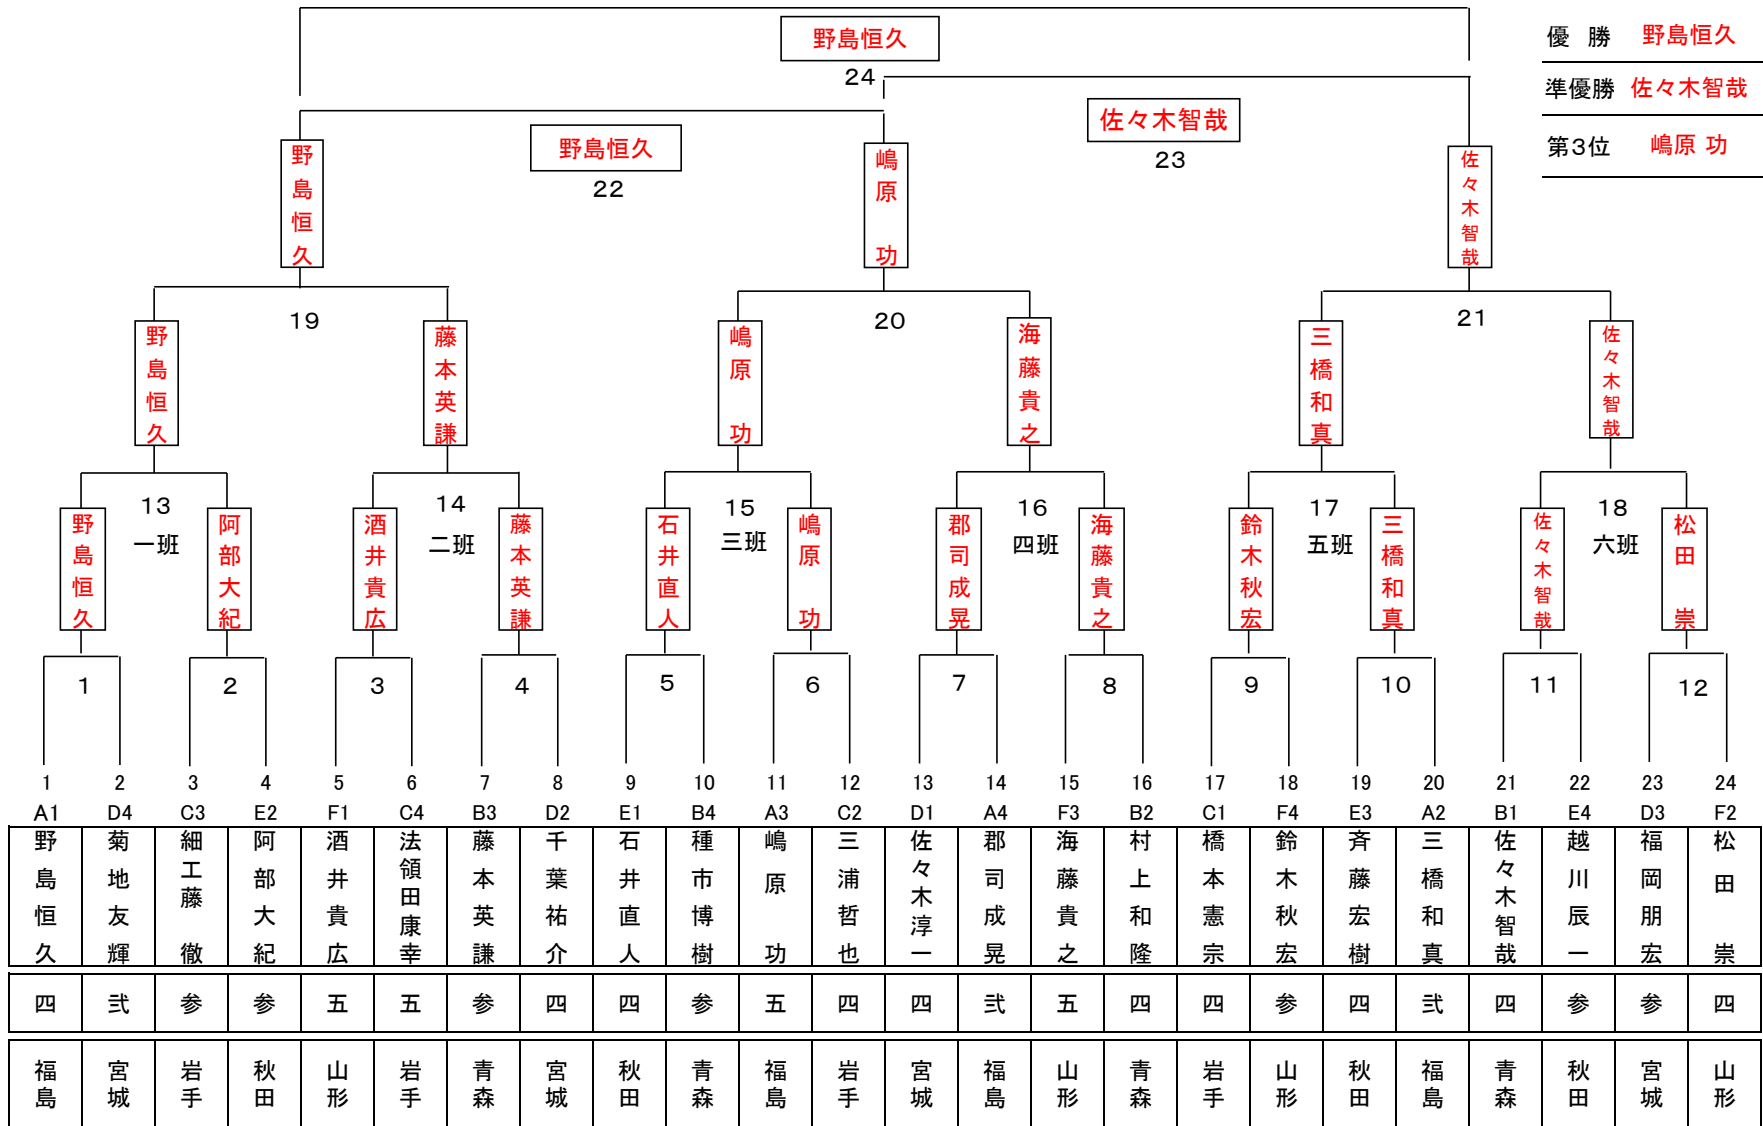 優 勝 野島恒久
準優勝 佐々木智哉
第3位 嶋原 功
野島恒久
24
野島恒久
22
佐々木智哉
23
野島恒久
嶋原 功
佐々木智哉
19
20
21
野島恒久
藤本英謙
嶋原 功
海藤貴之
三橋和真
佐々木智哉
13
一班
14
二班
15
三班
16
四班
17
五班
18
六班
野島恒久
阿部大紀
酒井貴広
藤本英謙
石井直人
嶋原 功
郡司成晃
海藤貴之
鈴木秋宏
三橋和真
佐々木智哉
松田 崇
1 2 3 4 5 6 7 8 9 10 11 12
1 2 3 4 5 6 7 8 9 10 11 12 13 14 15 16 17 18 19 20 21 22 23 24
A1 D4 C3 E2 F1 C4 B3 D2 E1 B4 A3 C2 D1 A4 F3 B2 C1 F4 E3 A2 B1 E4 D3 F2
野島恒久
菊地友輝
細工藤 徹
阿部大紀
酒井貴広
法領田康幸
藤本英謙
千葉祐介
石井直人
種市博樹
嶋原 功
三浦哲也
佐々木淳一
郡司成晃
海藤貴之
村上和隆
橋本憲宗
鈴木秋宏
斉藤宏樹
三橋和真
佐々木智哉
越川辰一
福岡朋宏
松田 崇
四 弐 参 参 五 五 参 四 四 参 五 四 四 弐 五 四 四 参 四 弐 四 参 参 四
福島 宮城 岩手 秋田 山形 岩手 青森 宮城 秋田 青森 福島 岩手 宮城 福島 山形 青森 岩手 山形 秋田 福島 青森 秋田 宮城 山形